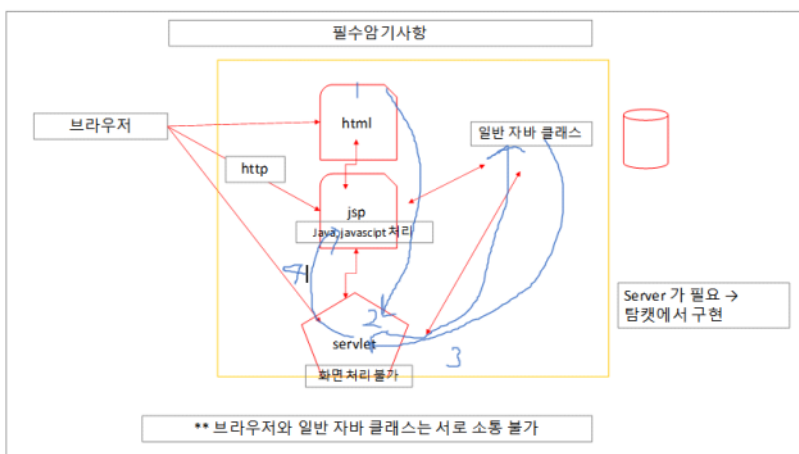 필수암기사항
브라우저
html
일반 자바 클래스
http
jsp
Java, javascipt 처리
4
2
servlet
3
화면 처리 불가
Server 가 필요 →
탐캣에서 구현
** 브라우저와 일반 자바 클래스는 서로 소통 불가